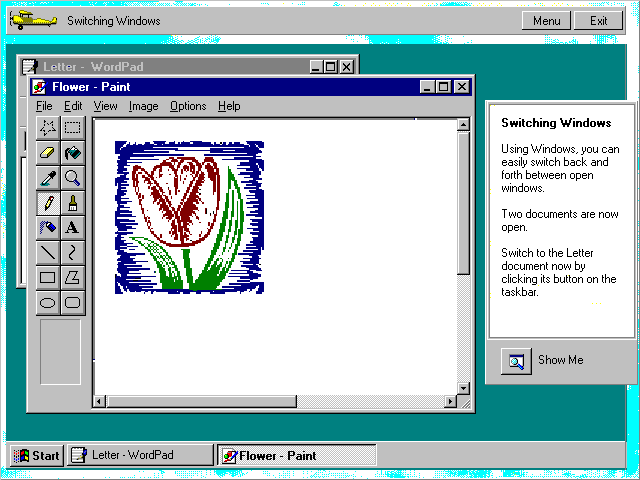 Switching Windows
Menu
Exit
Letter - WordPad
Flower - Paint
File Edit View Image Options Help
A
Switching Windows
Using Windows, you can
easily switch back and
forth between open
windows.
Two documents are now
open.
Switch to the Letter
document now by
clicking its button on the
taskbar.
Show Me
Start
Letter - WordPad
Flower - Paint